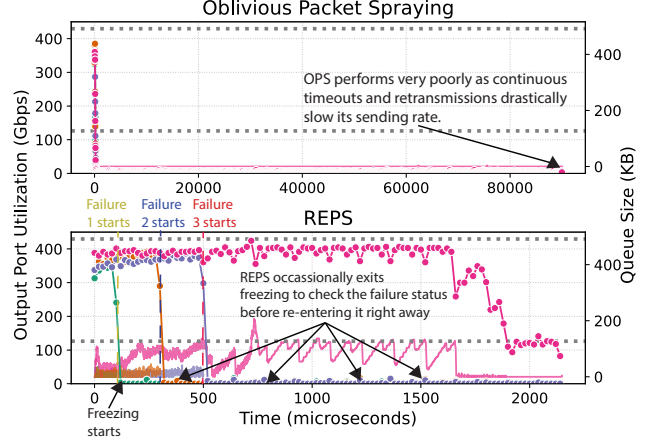 Oblivious Packet Spraying
400
300
200
100
0
400
200
0
OPS performs very poorly as continuous
timeouts and retransmissions drastically
slow its sending rate.
0
20000
40000
60000
80000
Output Port Utilization (Gbps)
Queue Size (KB)
Failure
1 starts
Failure
2 starts
Failure
3 starts
REPS
400
300
200
100
0
400
200
0
REPS occassionally exits
freezing to check the failure status
before re-entering it right away
0
500
1000
1500
2000
Freezing
starts
Time (microseconds)